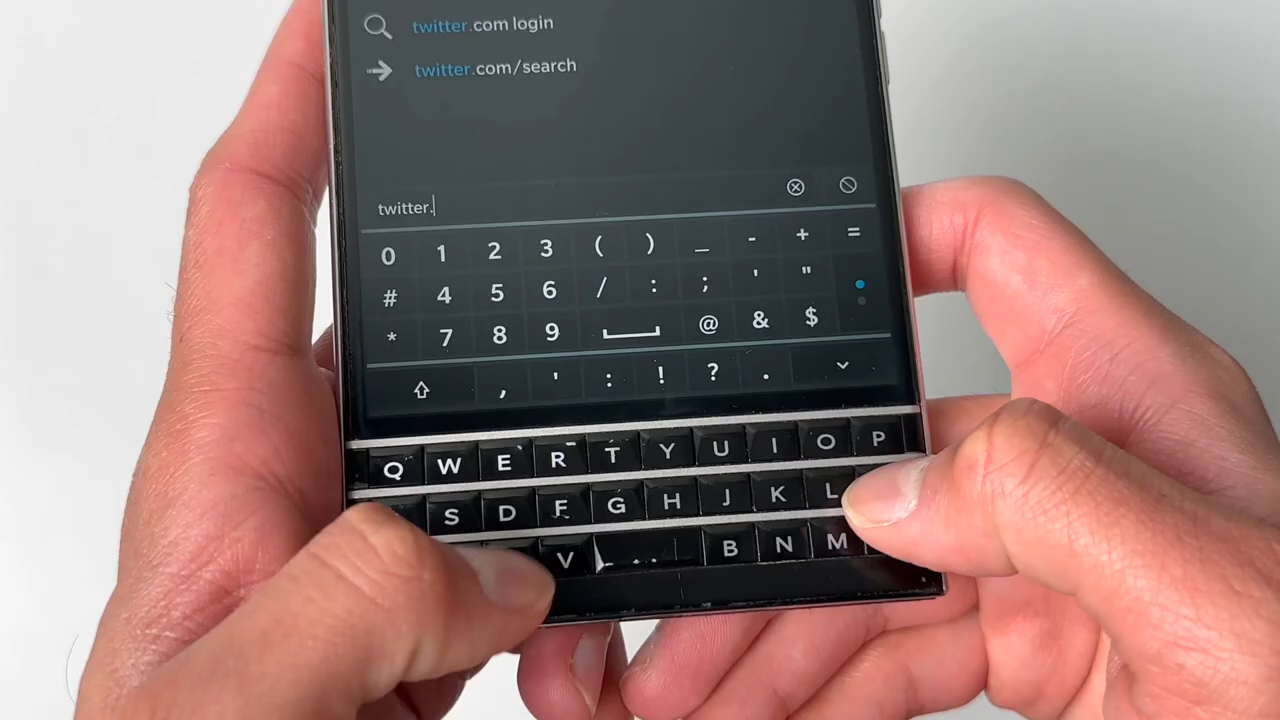 twitter.com login
twitter.com/search
twitter.
0 1 2 3 ( ) _ - + =
# 4 5 6 / : ; ' "
* 7 8 9 @ & $
, ' : ! ? .
Q W E R T Y U I O P
S D F G H J K L
V B N M